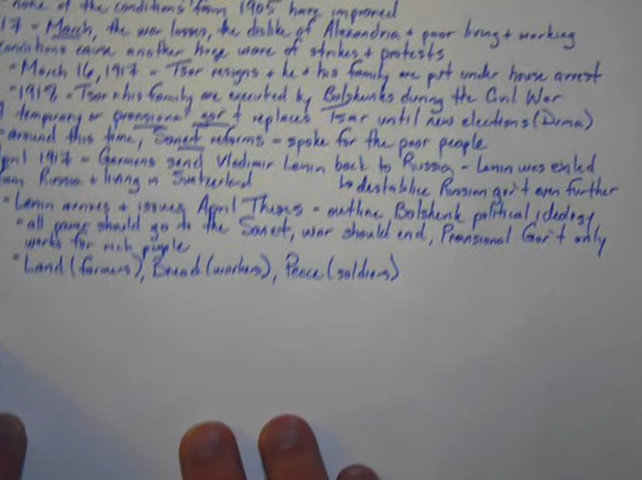 none of the conditions from 1905 have improved
17 - March, the war losses, the dislike of Alexandria + poor living + working
conditions cause another huge wave of strikes + protests
- March 16, 1917 - Tsar resigns + he + his family are put under house arrest
- 1918 - Tsar + his family are executed by Bolsheviks during the Civil War
temporary or provisional gov't replaces Tsar until new elections (Duma)
- around this time, Soviet reforms - spoke for the poor people
April 1917 - Germans send Vladimir Lenin back to Russia - Lenin was exiled
from Russia + living in Switzerland ↳ destabilize Russian gov't even further
- Lenin arrives + issues April Theses - outline Bolshevik political ideology
- all power should go to the Soviet, war should end, Provisional Gov't only
works for rich people
- Land (farmers), Bread (workers), Peace (soldiers)